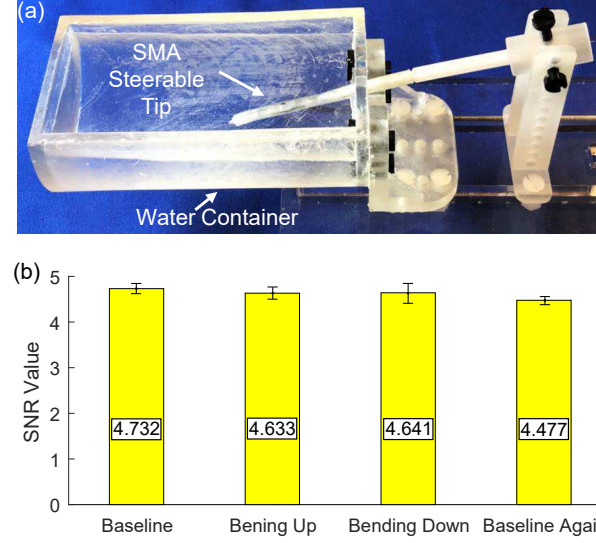 (a)
SMA
Steerable
Tip
Water Container
(b)
5
4
3
2
1
0
SNR Value
4.732
4.633
4.641
4.477
Baseline
Bening Up
Bending Down
Baseline Agai